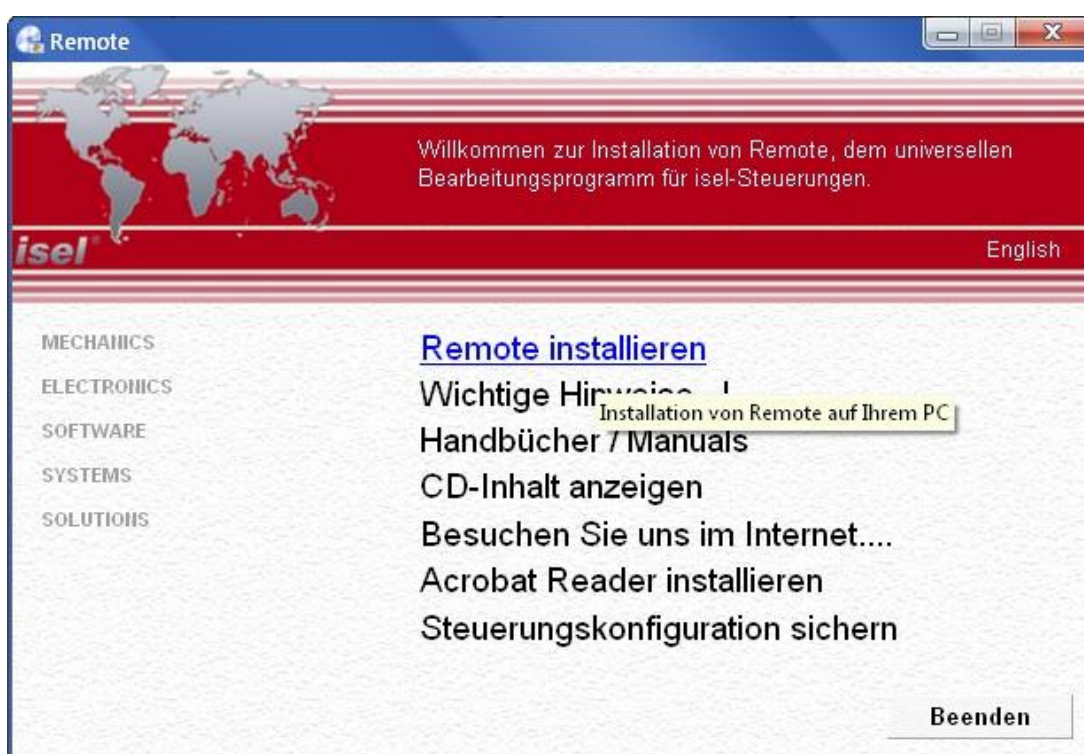 Remote
Willkommen zur Installation von Remote, dem universellen
Bearbeitungsprogramm für isel-Steuerungen.
isel®
English
MECHANICS
ELECTRONICS
SOFTWARE
SYSTEMS
SOLUTIONS
Remote installieren
Wichtige
Installation von Remote auf Ihrem PC
Handbücher / Manuals
CD-Inhalt anzeigen
Besuchen Sie uns im Internet....
Acrobat Reader installieren
Steuerungskonfiguration sichern
Beenden